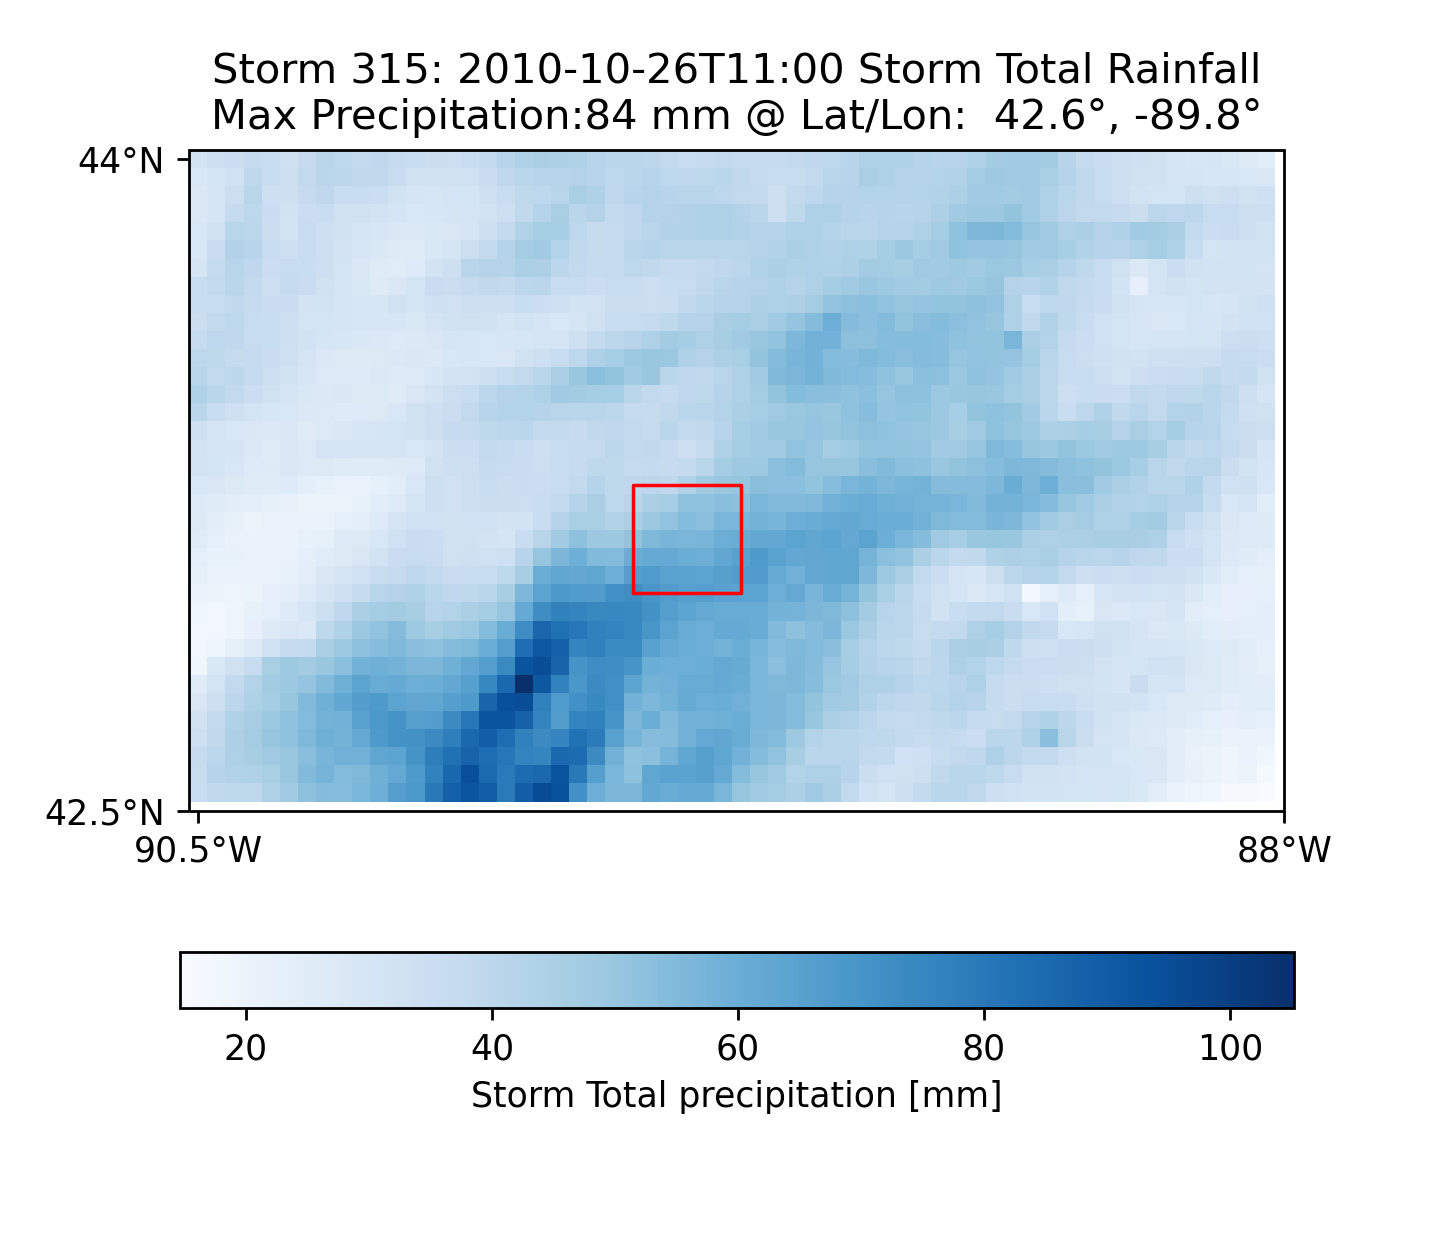 Storm 315: 2010-10-26T11:00 Storm Total Rainfall
Max Precipitation:84 mm @ Lat/Lon:  42.6°, -89.8°
44°N
42.5°N
90.5°W 88°W
20 40 60 80 100
Storm Total precipitation [mm]